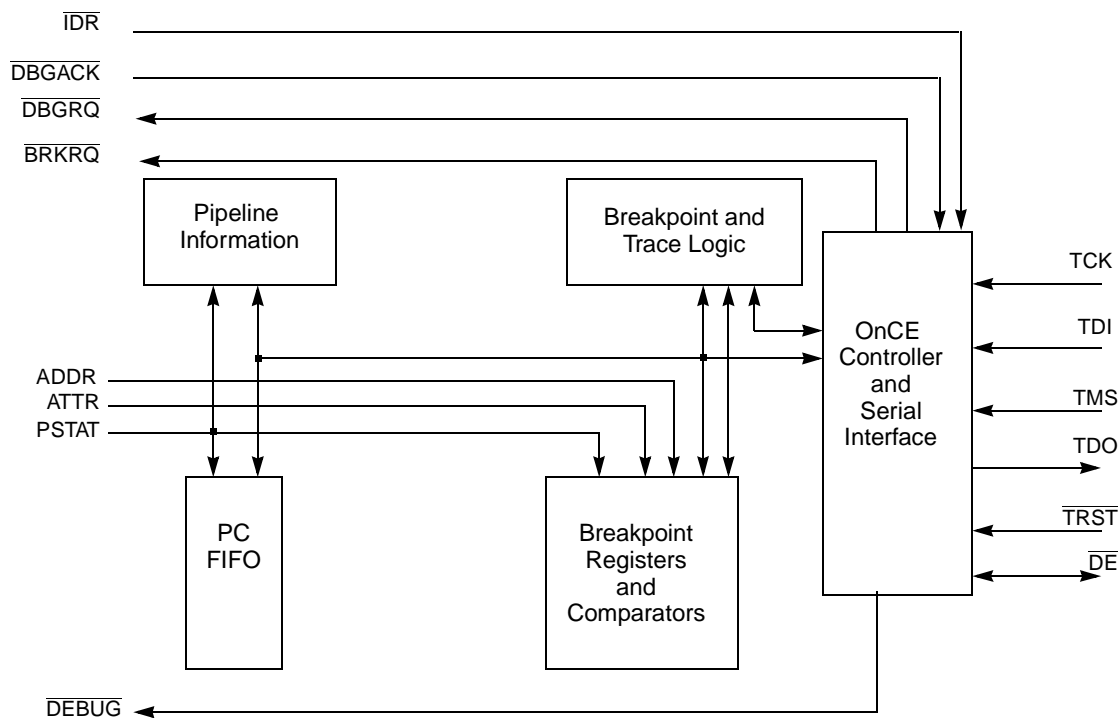 IDR
DBGACK
DBGRQ
BRKRQ
Pipeline
Information
Breakpoint and
Trace Logic
TCK
OnCE
Controller
and
Serial
Interface
TDI
ADDR
ATTR
PSTAT
TMS
TDO
PC
FIFO
Breakpoint
Registers
and
Comparators
TRST
DE
DEBUG